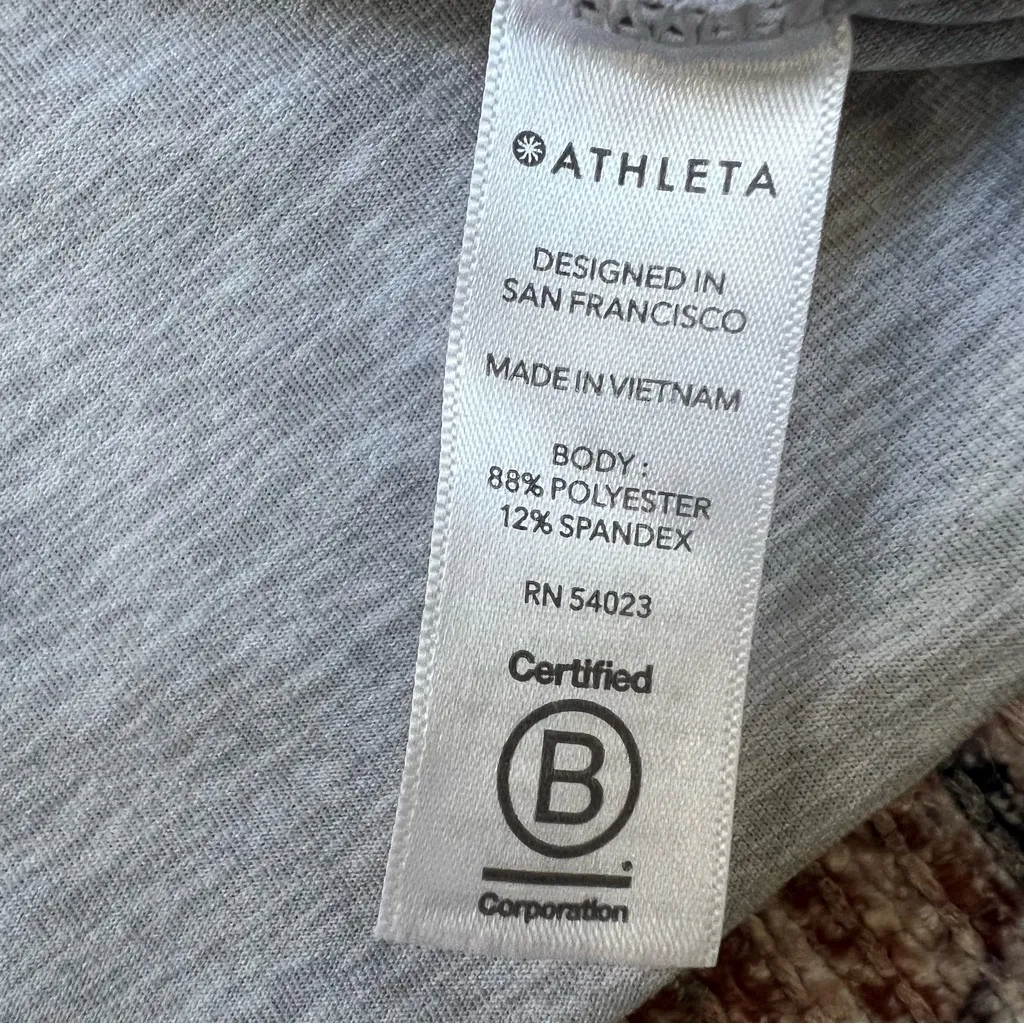 ATHLETA
DESIGNED IN
SAN FRANCISCO
MADE IN VIETNAM
BODY :
88% POLYESTER
12% SPANDEX
RN 54023
Certified
B
Corporation